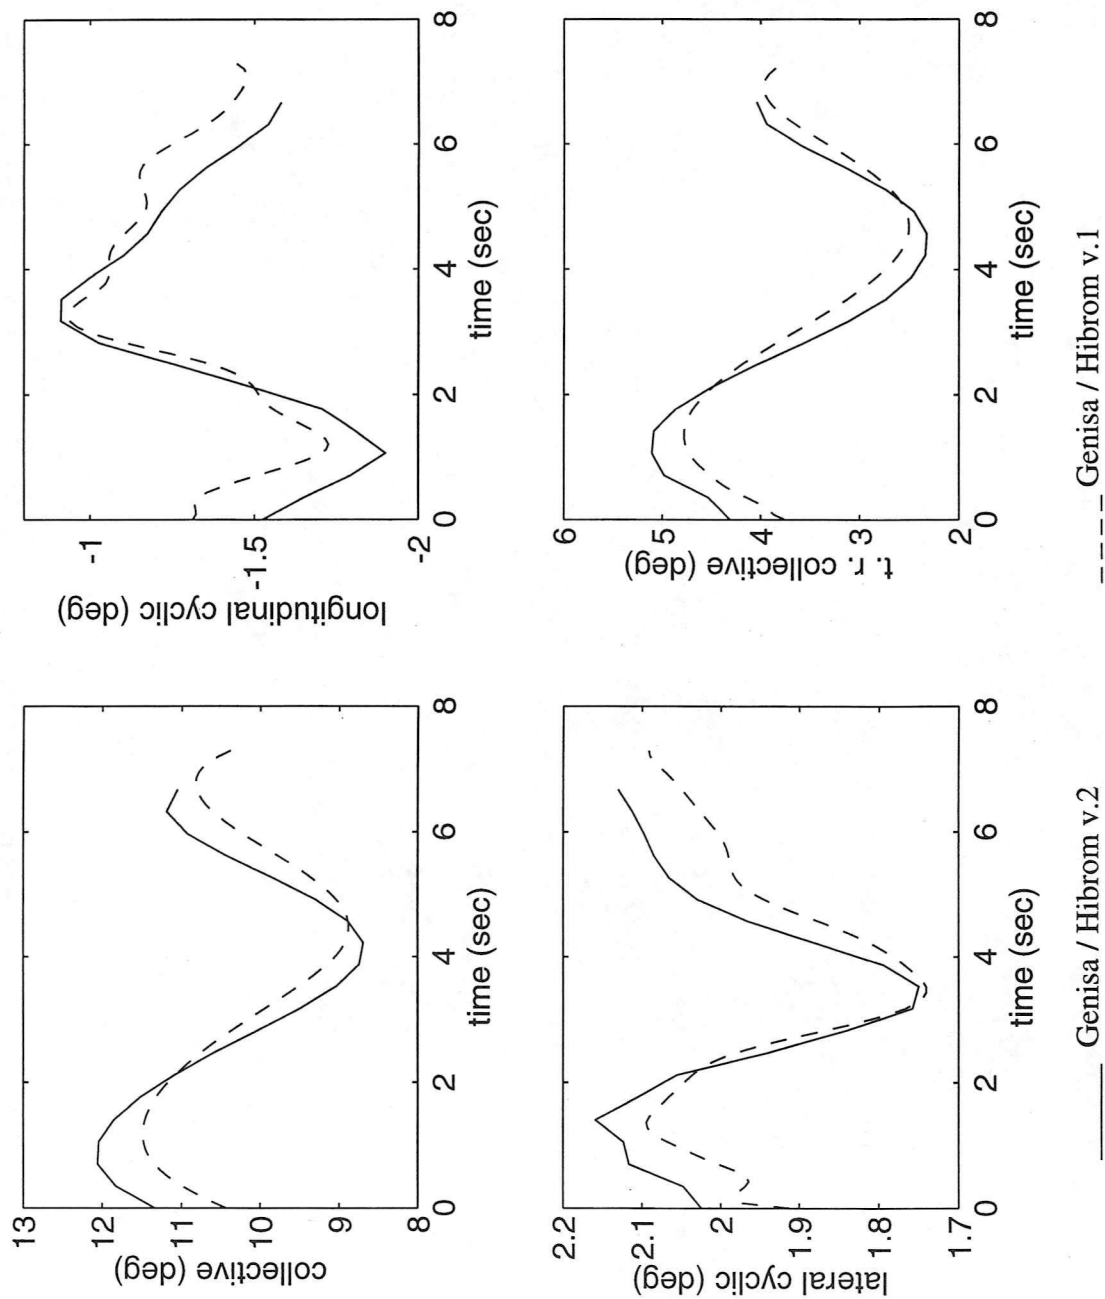 collective (deg)
13
12
11
10
9
8
0 2 4 6 8
time (sec)
longitudinal cyclic (deg)
-1
-1.5
-2
0 2 4 6 8
time (sec)
lateral cyclic (deg)
2.2
2.1
2
1.9
1.8
1.7
0 2 4 6 8
time (sec)
t. r. collective (deg)
6
5
4
3
2
0 2 4 6 8
time (sec)
Genisa / Hibrom v.2
Genisa / Hibrom v.1